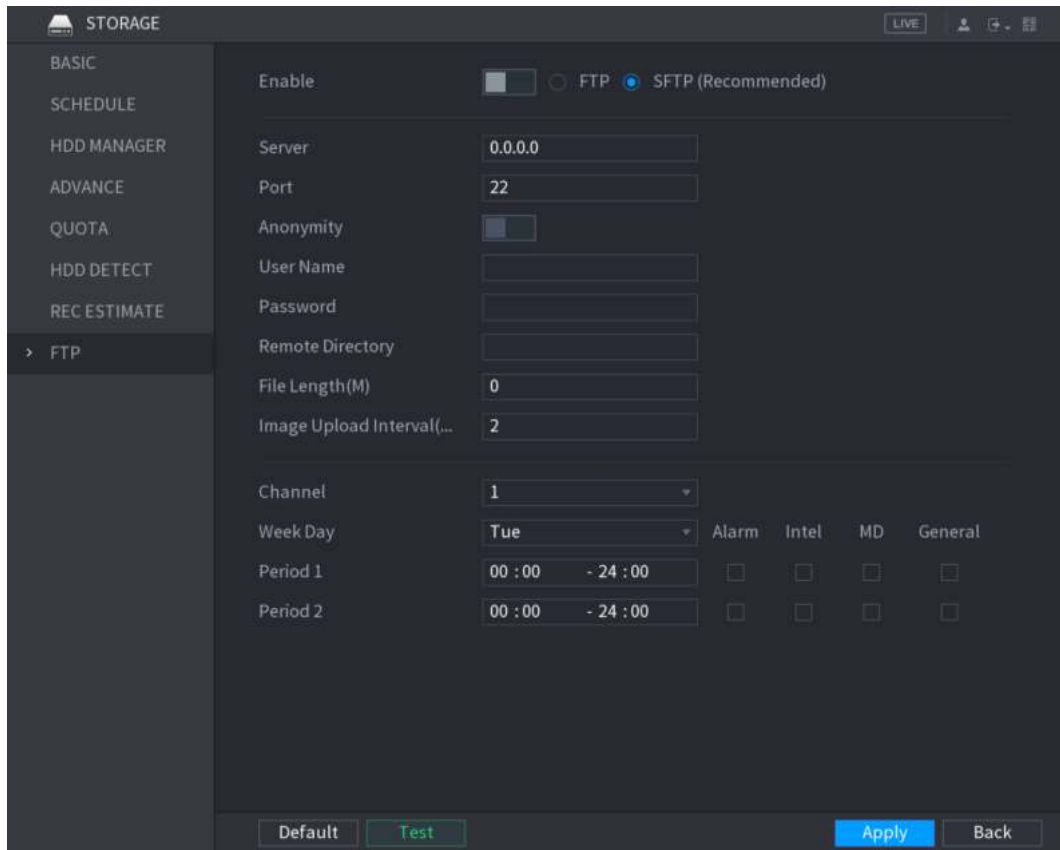 STORAGE
LIVE
BASIC
SCHEDULE
HDD MANAGER
ADVANCE
QUOTA
HDD DETECT
REC ESTIMATE
> FTP
Enable FTP SFTP (Recommended)
Server 0.0.0.0
Port 22
Anonymity
User Name
Password
Remote Directory
File Length(M) 0
Image Upload Interval(... 2
Channel 1
Week Day Tue Alarm Intel MD General
Period 1 00 : 00 - 24 : 00
Period 2 00 : 00 - 24 : 00
Default Test Apply Back